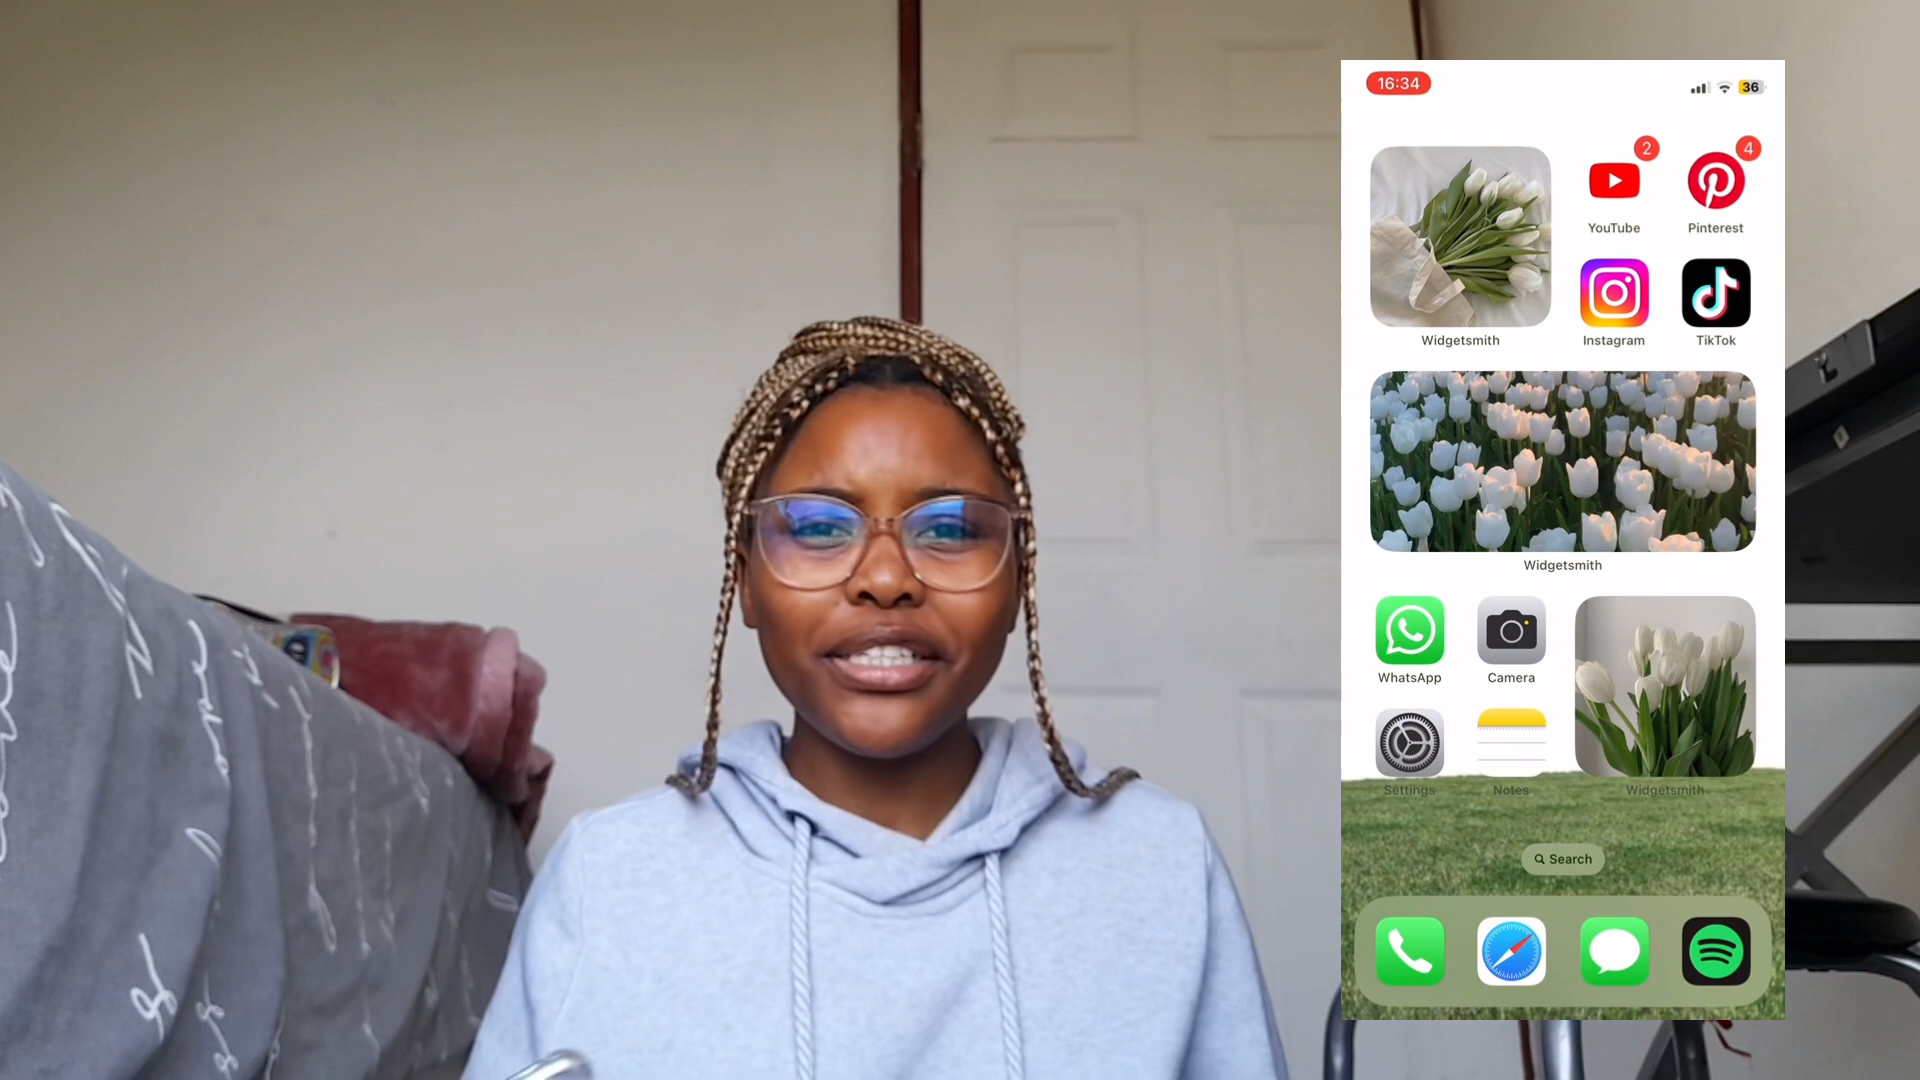 16:34
36
2
4
YouTube
Pinterest
Widgetsmith
Instagram
TikTok
Widgetsmith
WhatsApp
Camera
Settings
Notes
Widgetsmith
Search